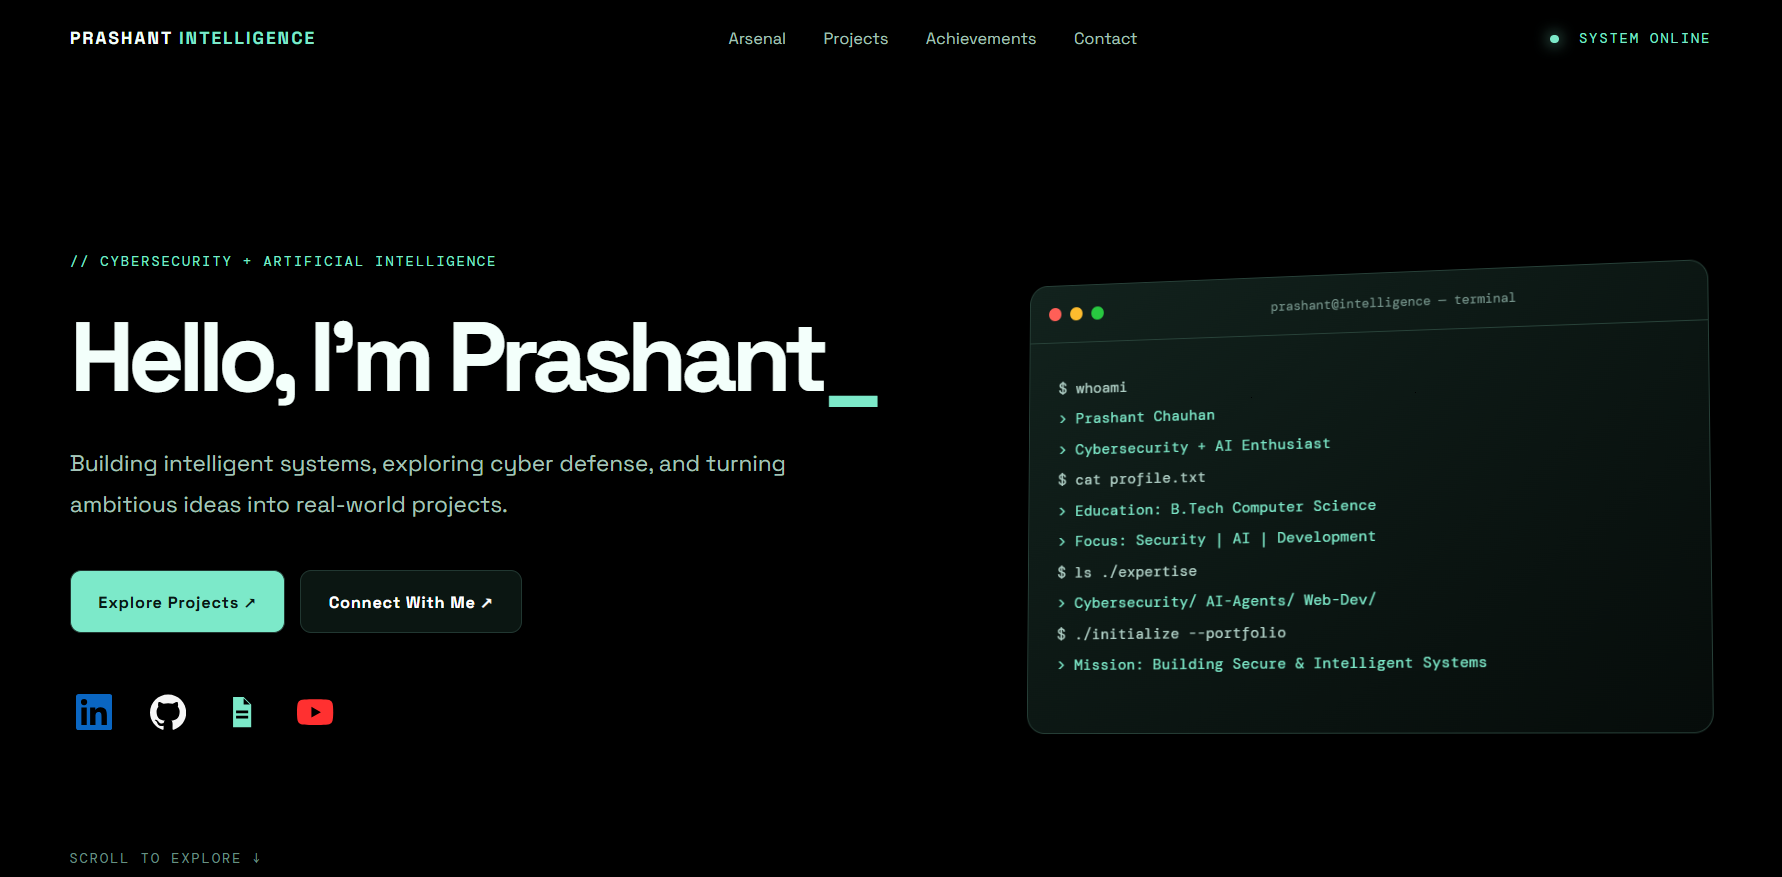 PRASHANT INTELLIGENCE
Arsenal Projects Achievements Contact
SYSTEM ONLINE
// CYBERSECURITY + ARTIFICIAL INTELLIGENCE
Hello, I’m Prashant_
Building intelligent systems, exploring cyber defense, and turning
ambitious ideas into real-world projects.
Explore Projects ↗
Connect With Me ↗
in
SCROLL TO EXPLORE ↓
prashant@intelligence — terminal
$ whoami
› Prashant Chauhan
› Cybersecurity + AI Enthusiast
$ cat profile.txt
› Education: B.Tech Computer Science
› Focus: Security | AI | Development
$ ls ./expertise
› Cybersecurity/ AI-Agents/ Web-Dev/
$ ./initialize --portfolio
› Mission: Building Secure & Intelligent Systems